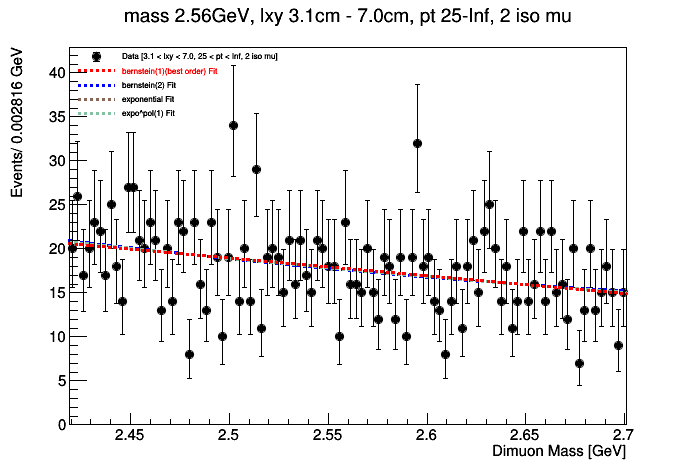 mass 2.56GeV, lxy 3.1cm - 7.0cm, pt 25-Inf, 2 iso mu
Events/ 0.002816 GeV
Data [3.1 < lxy < 7.0, 25 < pt < Inf, 2 iso mu]
bernstein(1)(best order) Fit
bernstein(2) Fit
exponential Fit
expo*pol(1) Fit
40
35
30
25
20
15
10
5
0
2.45 2.5 2.55 2.6 2.65 2.7
Dimuon Mass [GeV]